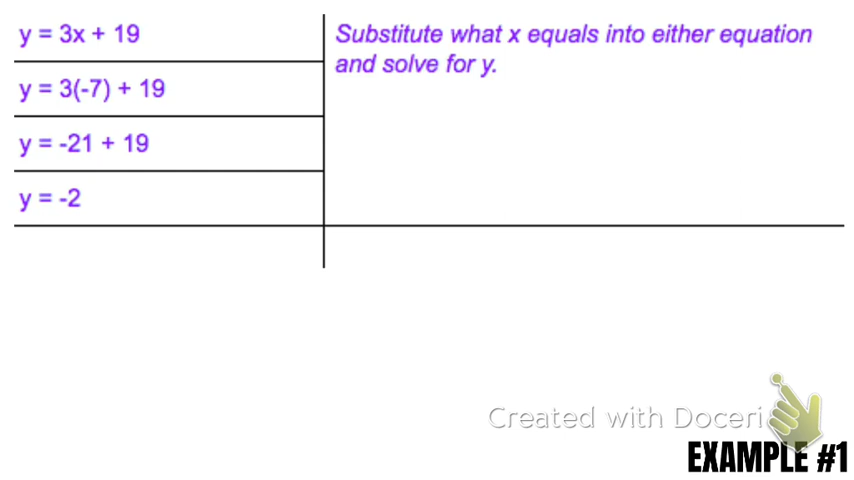 y = 3x + 19
Substitute what x equals into either equation
and solve for y.
y = 3(-7) + 19
y = -21 + 19
y = -2
Created with Doceri
EXAMPLE #1